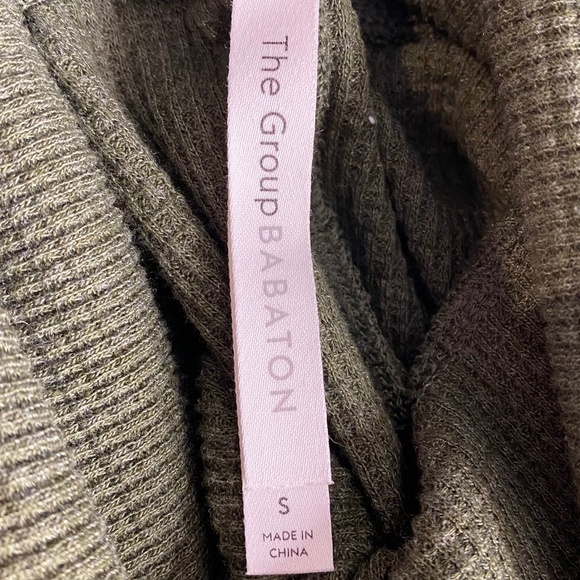 The Group BABATON
S
MADE IN
CHINA